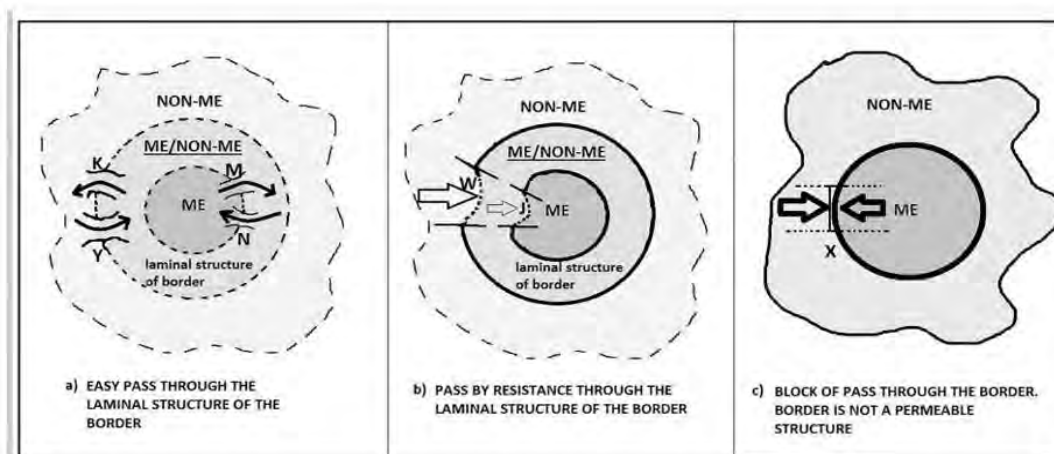 NON-ME
ME/NON-ME
K
M
ME
Y
N
laminal structure
of border
a) EASY PASS THROUGH THE
LAMINAL STRUCTURE OF THE
BORDER
NON-ME
ME/NON-ME
W
J
ME
laminal structure
of border
b) PASS BY RESISTANCE THROUGH THE
LAMINAL STRUCTURE OF THE BORDER
NON-ME
ME
X
c) BLOCK OF PASS THROUGH THE BORDER.
BORDER IS NOT A PERMEABLE
STRUCTURE